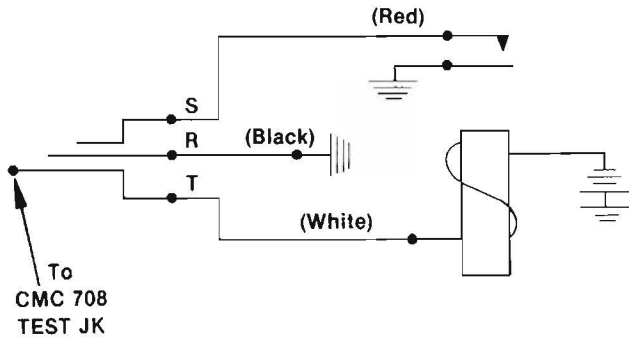 (Red)
S
R
(Black)
T
(White)
To
CMC 708
TEST JK